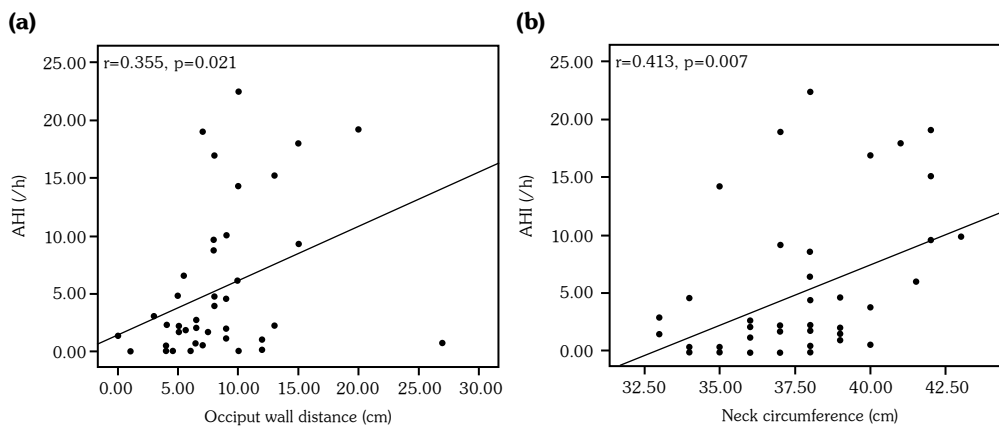 (a)
r=0.355, p=0.021
25.00
20.00
15.00
10.00
5.00
0.00
AHI (/h)
0.00 5.00 10.00 15.00 20.00 25.00 30.00
Occiput wall distance (cm)
(b)
r=0.413, p=0.007
25.00
20.00
15.00
10.00
5.00
0.00
AHI (/h)
32.50 35.00 37.50 40.00 42.50
Neck circumference (cm)